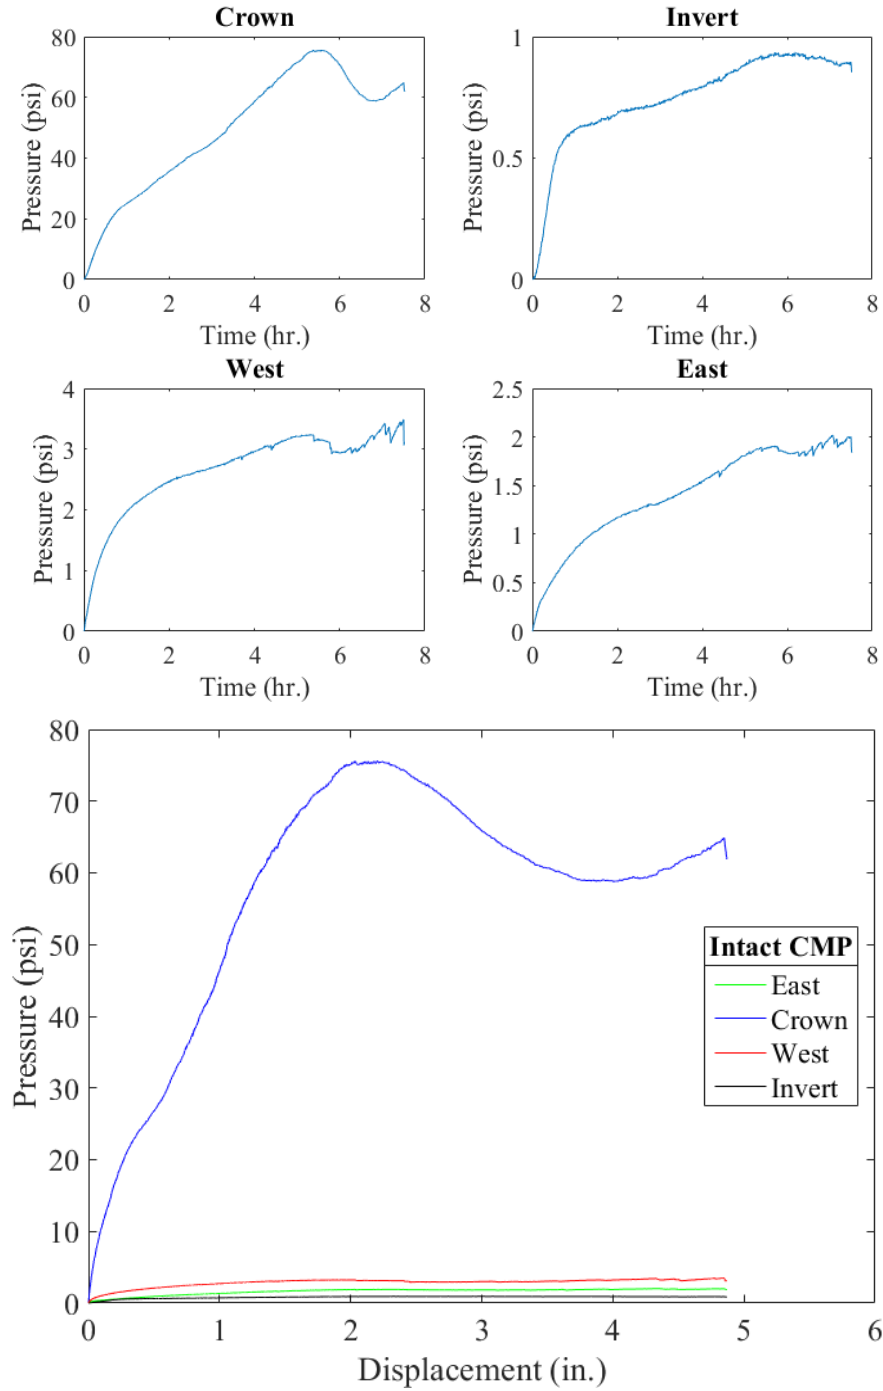 Crown
Pressure (psi)
80
60
40
20
0
0 2 4 6 8
Time (hr.)
Invert
Pressure (psi)
1
0.5
0
0 2 4 6 8
Time (hr.)
West
Pressure (psi)
4
3
2
1
0
0 2 4 6 8
Time (hr.)
East
Pressure (psi)
2.5
2
1.5
1
0.5
0
0 2 4 6 8
Time (hr.)
Pressure (psi)
80
70
60
50
40
30
20
10
0
0 1 2 3 4 5 6
Displacement (in.)
Intact CMP
East
Crown
West
Invert